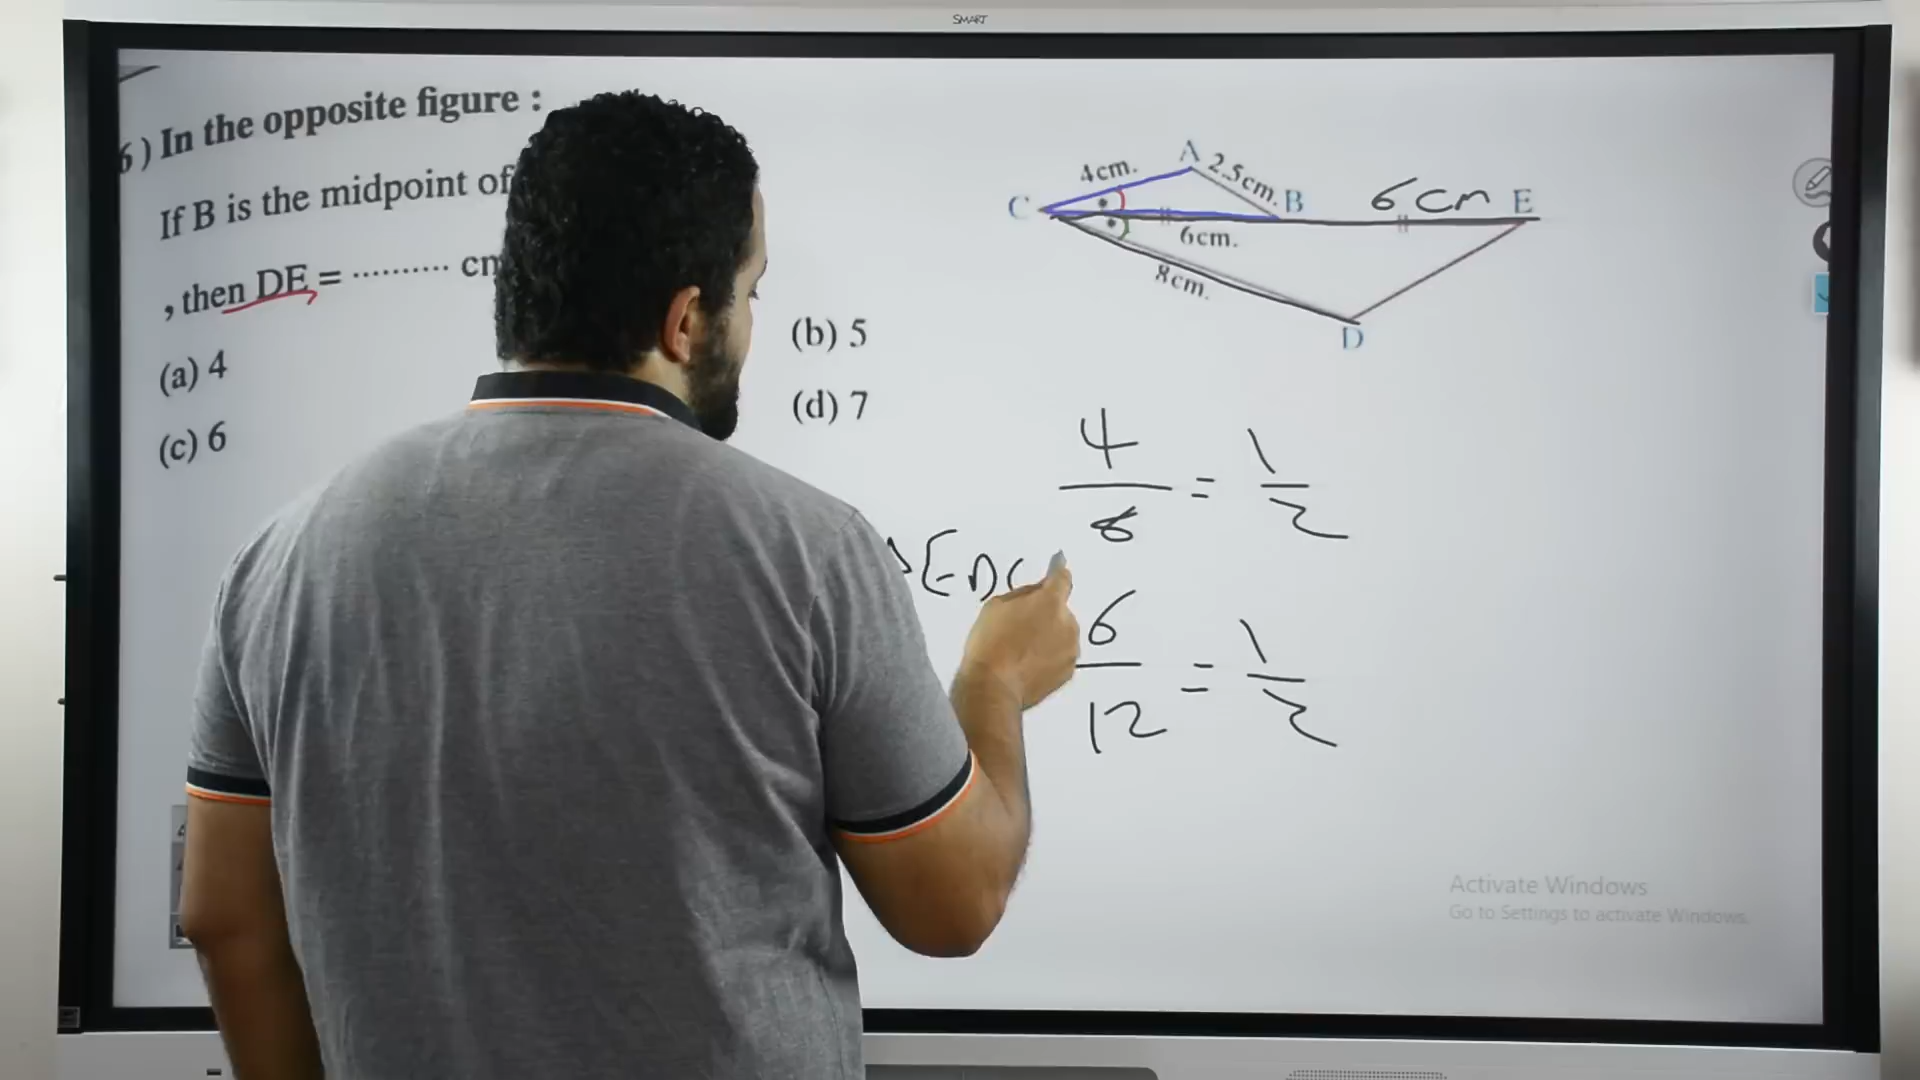 SMART
6) In the opposite figure :
If B is the midpoint of
, then DE = .......... cm
(a) 4
(b) 5
(c) 6
(d) 7
A
4cm.
2.5cm.
C
B
6cm
E
6cm.
8cm.
D
4/8 = 1/2
EDC
6/12 = 1/2
Activate Windows
Go to Settings to activate Windows.